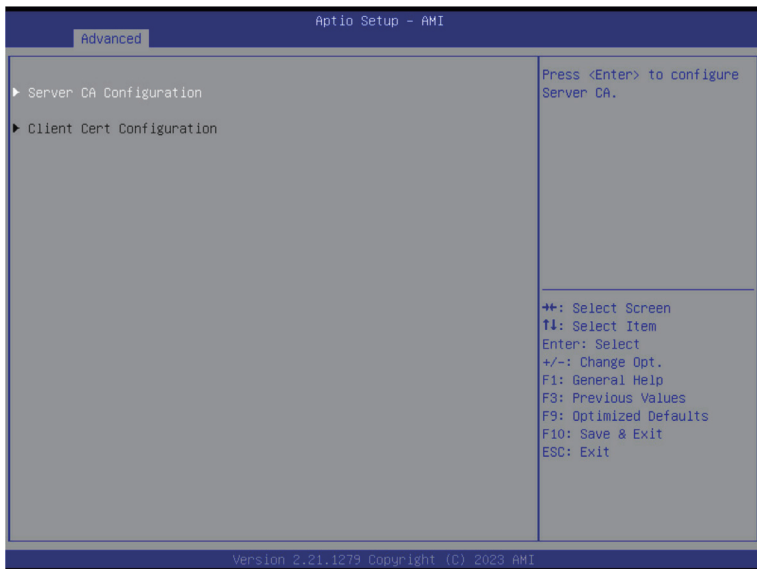 Aptio Setup – AMI
Advanced
Server CA Configuration
Client Cert Configuration
Press <Enter> to configure
Server CA.
→←: Select Screen
↑↓: Select Item
Enter: Select
+/-: Change Opt.
F1: General Help
F3: Previous Values
F9: Optimized Defaults
F10: Save & Exit
ESC: Exit
Version 2.21.1279 Copyright (C) 2023 AMI